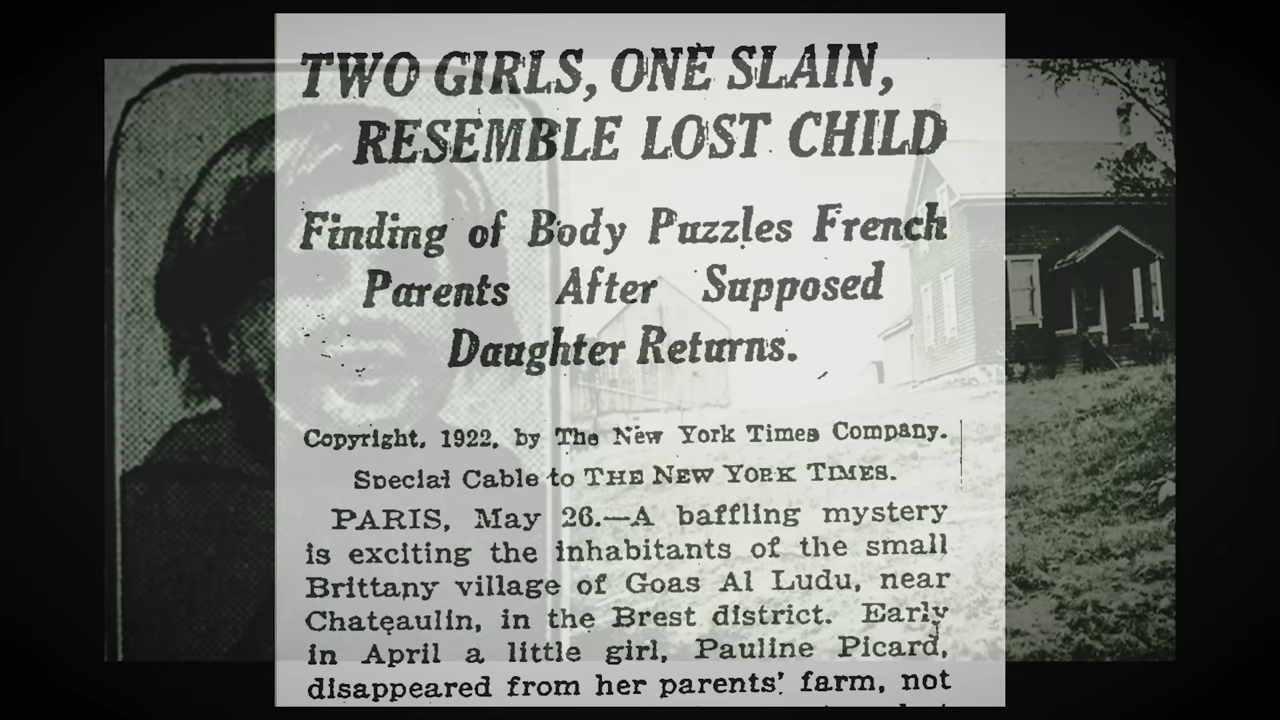 TWO GIRLS, ONE SLAIN,
RESEMBLE LOST CHILD
Finding of Body Puzzles French
Parents After Supposed
Daughter Returns.
Copyright, 1922, by The New York Times Company.
Special Cable to THE NEW YORK TIMES.
PARIS, May 26.—A baffling mystery
is exciting the inhabitants of the small
Brittany village of Goas Al Ludu, near
Chateaulin, in the Brest district. Early
in April a little girl, Pauline Picard,
disappeared from her parents' farm, not